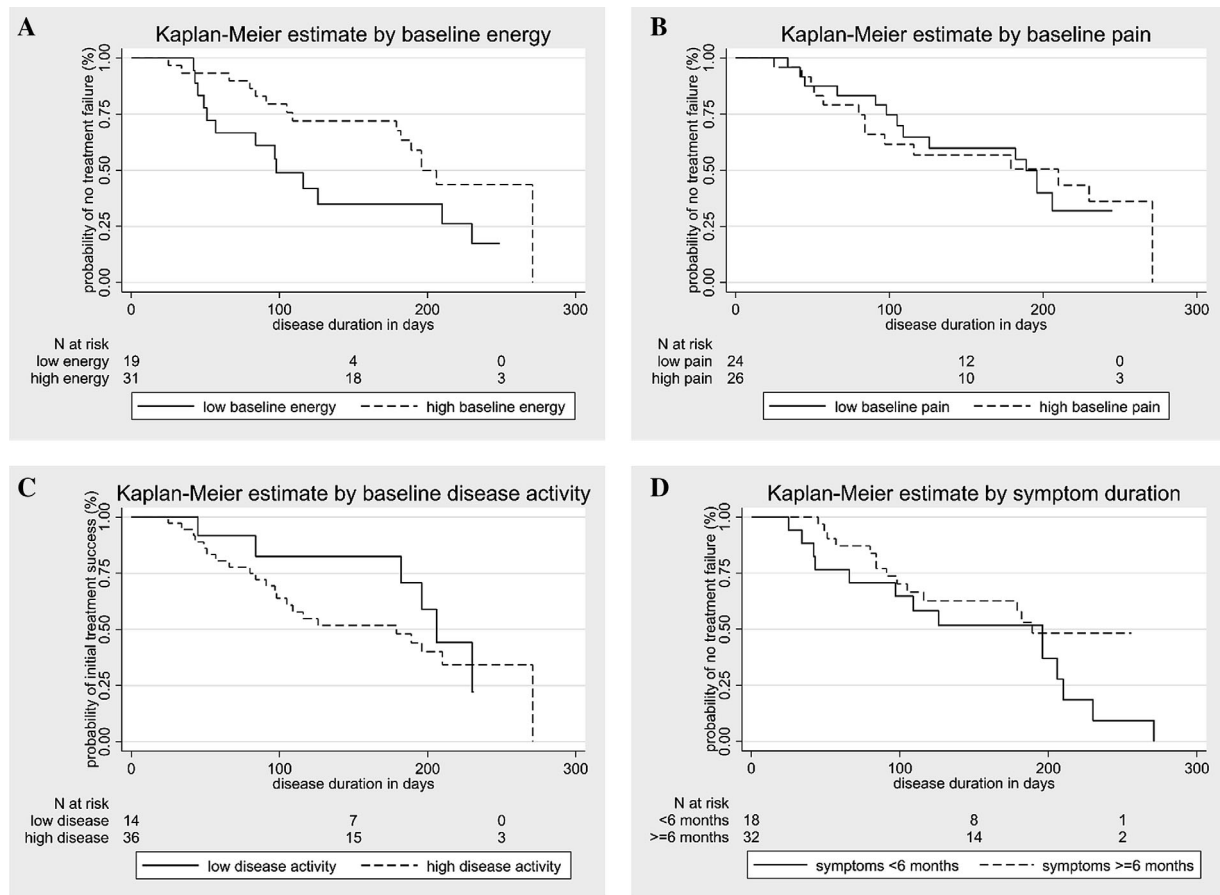 A
Kaplan-Meier estimate by baseline energy
probability of no treatment failure (%)
1.00
0.75
0.50
0.25
0.00
0 100 200 300
disease duration in days
N at risk
low energy 19 4 0
high energy 31 18 3
low baseline energy high baseline energy
B
Kaplan-Meier estimate by baseline pain
probability of no treatment failure (%)
1.00
0.75
0.50
0.25
0.00
0 100 200 300
disease duration in days
N at risk
low pain 24 12 0
high pain 26 10 3
low baseline pain high baseline pain
C
Kaplan-Meier estimate by baseline disease activity
probability of initial treatment success (%)
1.00
0.75
0.50
0.25
0.00
0 100 200 300
disease duration in days
N at risk
low disease 14 7 0
high disease 36 15 3
low disease activity high disease activity
D
Kaplan-Meier estimate by symptom duration
probability of no treatment failure (%)
1.00
0.75
0.50
0.25
0.00
0 100 200 300
disease duration in days
N at risk
<6 months 18 8 1
>=6 months 32 14 2
symptoms <6 months symptoms >=6 months